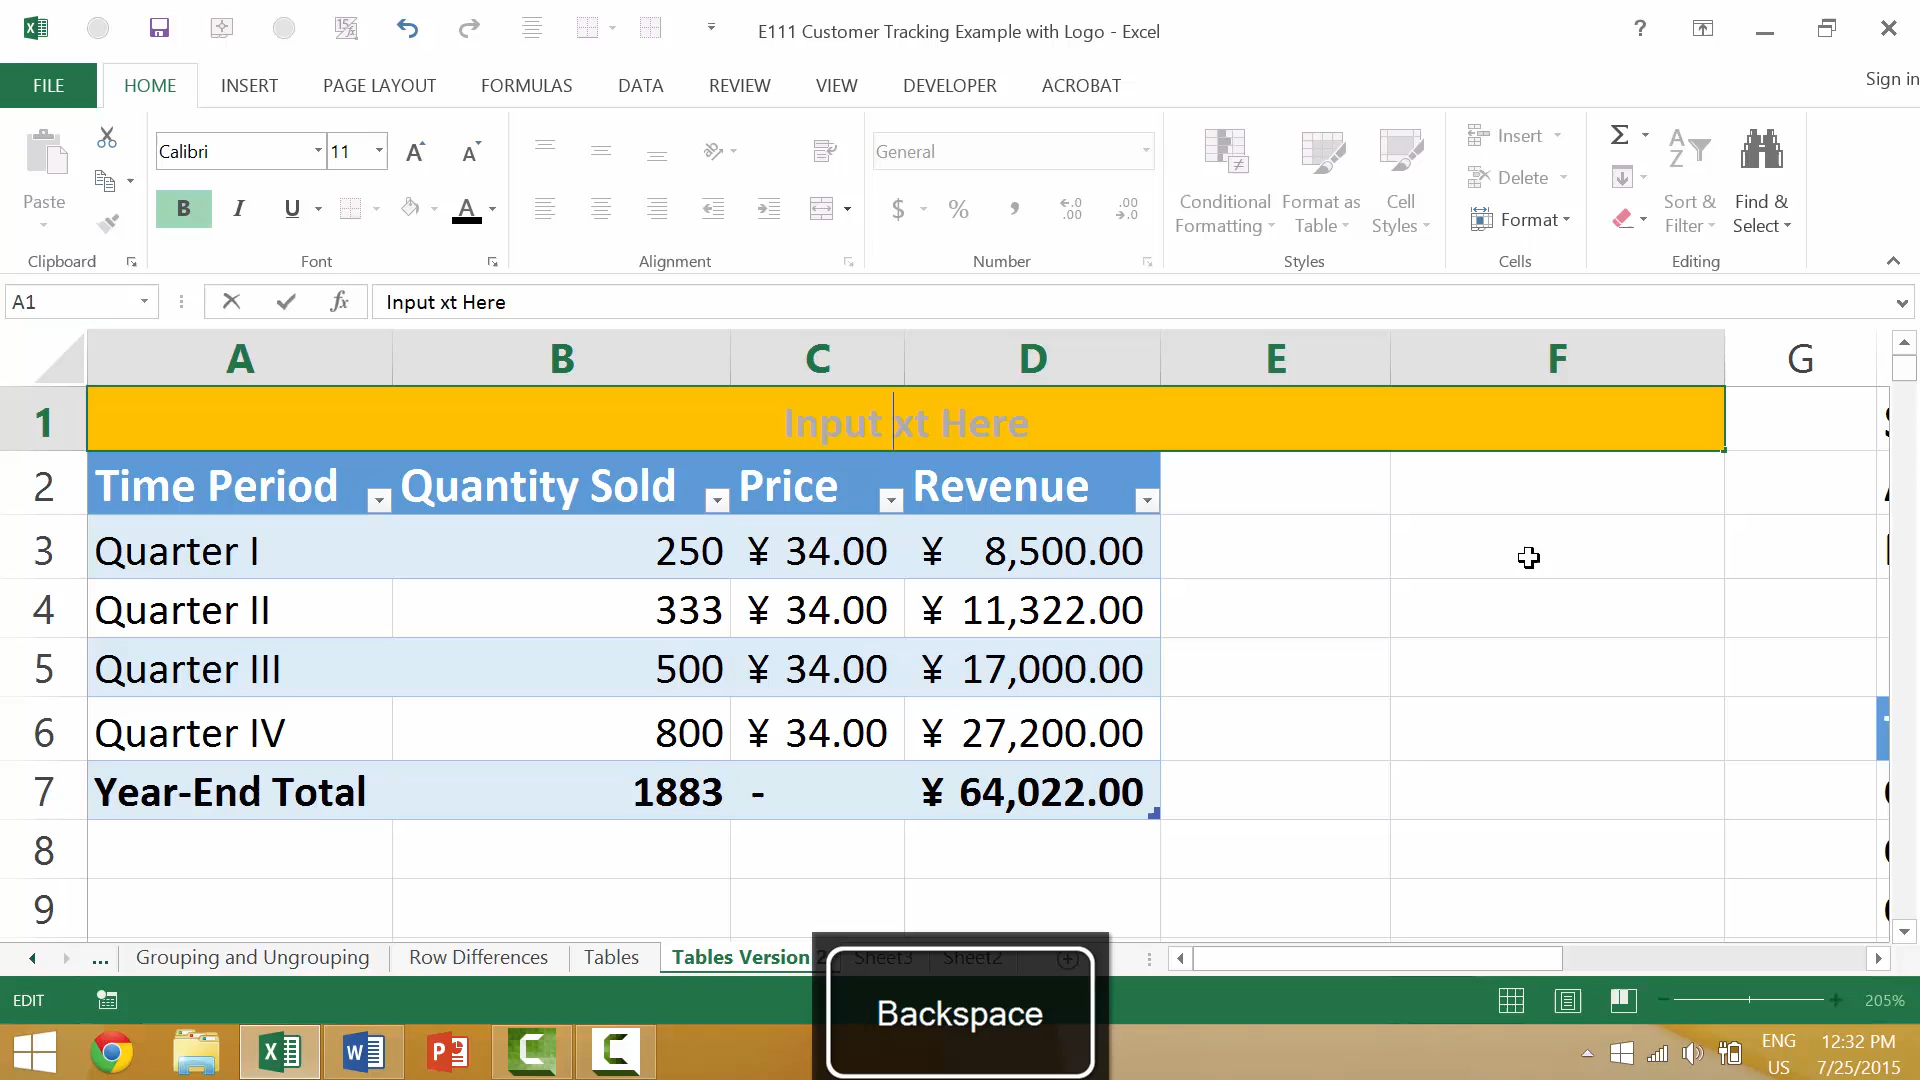 E111 Customer Tracking Example with Logo - Excel
FILE HOME INSERT PAGE LAYOUT FORMULAS DATA REVIEW VIEW DEVELOPER ACROBAT Sign in
Paste
Calibri 11
General
Conditional Formatting
Format as Table
Cell Styles
Insert
Delete
Format
Sort & Filter
Find & Select
Clipboard Font Alignment Number Styles Cells Editing
A1 fx Input xt Here
A B C D E F G
1 Input xt Here
2 Time Period Quantity Sold Price Revenue
3 Quarter I 250 ¥ 34.00 ¥ 8,500.00
4 Quarter II 333 ¥ 34.00 ¥ 11,322.00
5 Quarter III 500 ¥ 34.00 ¥ 17,000.00
6 Quarter IV 800 ¥ 34.00 ¥ 27,200.00
7 Year-End Total 1883 - ¥ 64,022.00
8
9
... Grouping and Ungrouping Row Differences Tables Tables Version 2 Sheet3 Sheet2
Backspace
EDIT 205%
ENG 12:32 PM
US 7/25/2015